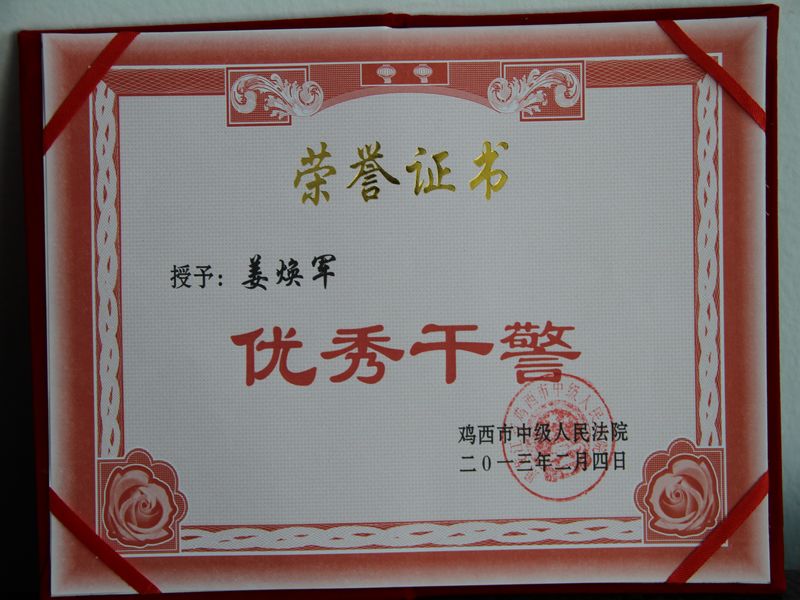 荣誉证书
授予：姜焕军
优秀干警
鸡西市中级人民法院
二〇一三年二月四日